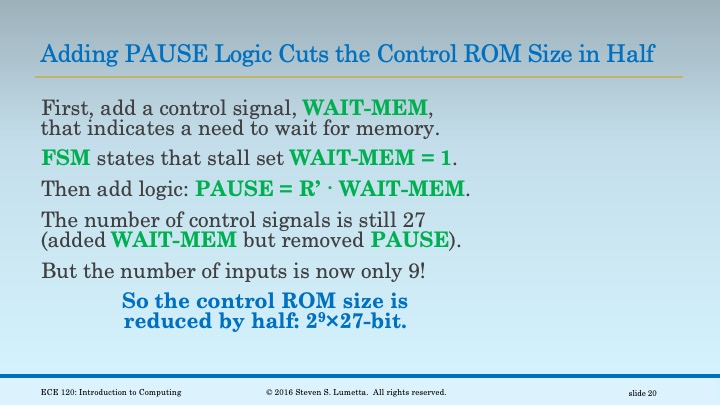 Adding PAUSE Logic Cuts the Control ROM Size in Half
First, add a control signal, WAIT-MEM,
that indicates a need to wait for memory.
FSM states that stall set WAIT-MEM = 1.
Then add logic: PAUSE = R’ · WAIT-MEM.
The number of control signals is still 27
(added WAIT-MEM but removed PAUSE).
But the number of inputs is now only 9!
So the control ROM size is
reduced by half: 2⁹×27-bit.
ECE 120: Introduction to Computing © 2016 Steven S. Lumetta. All rights reserved. slide 20